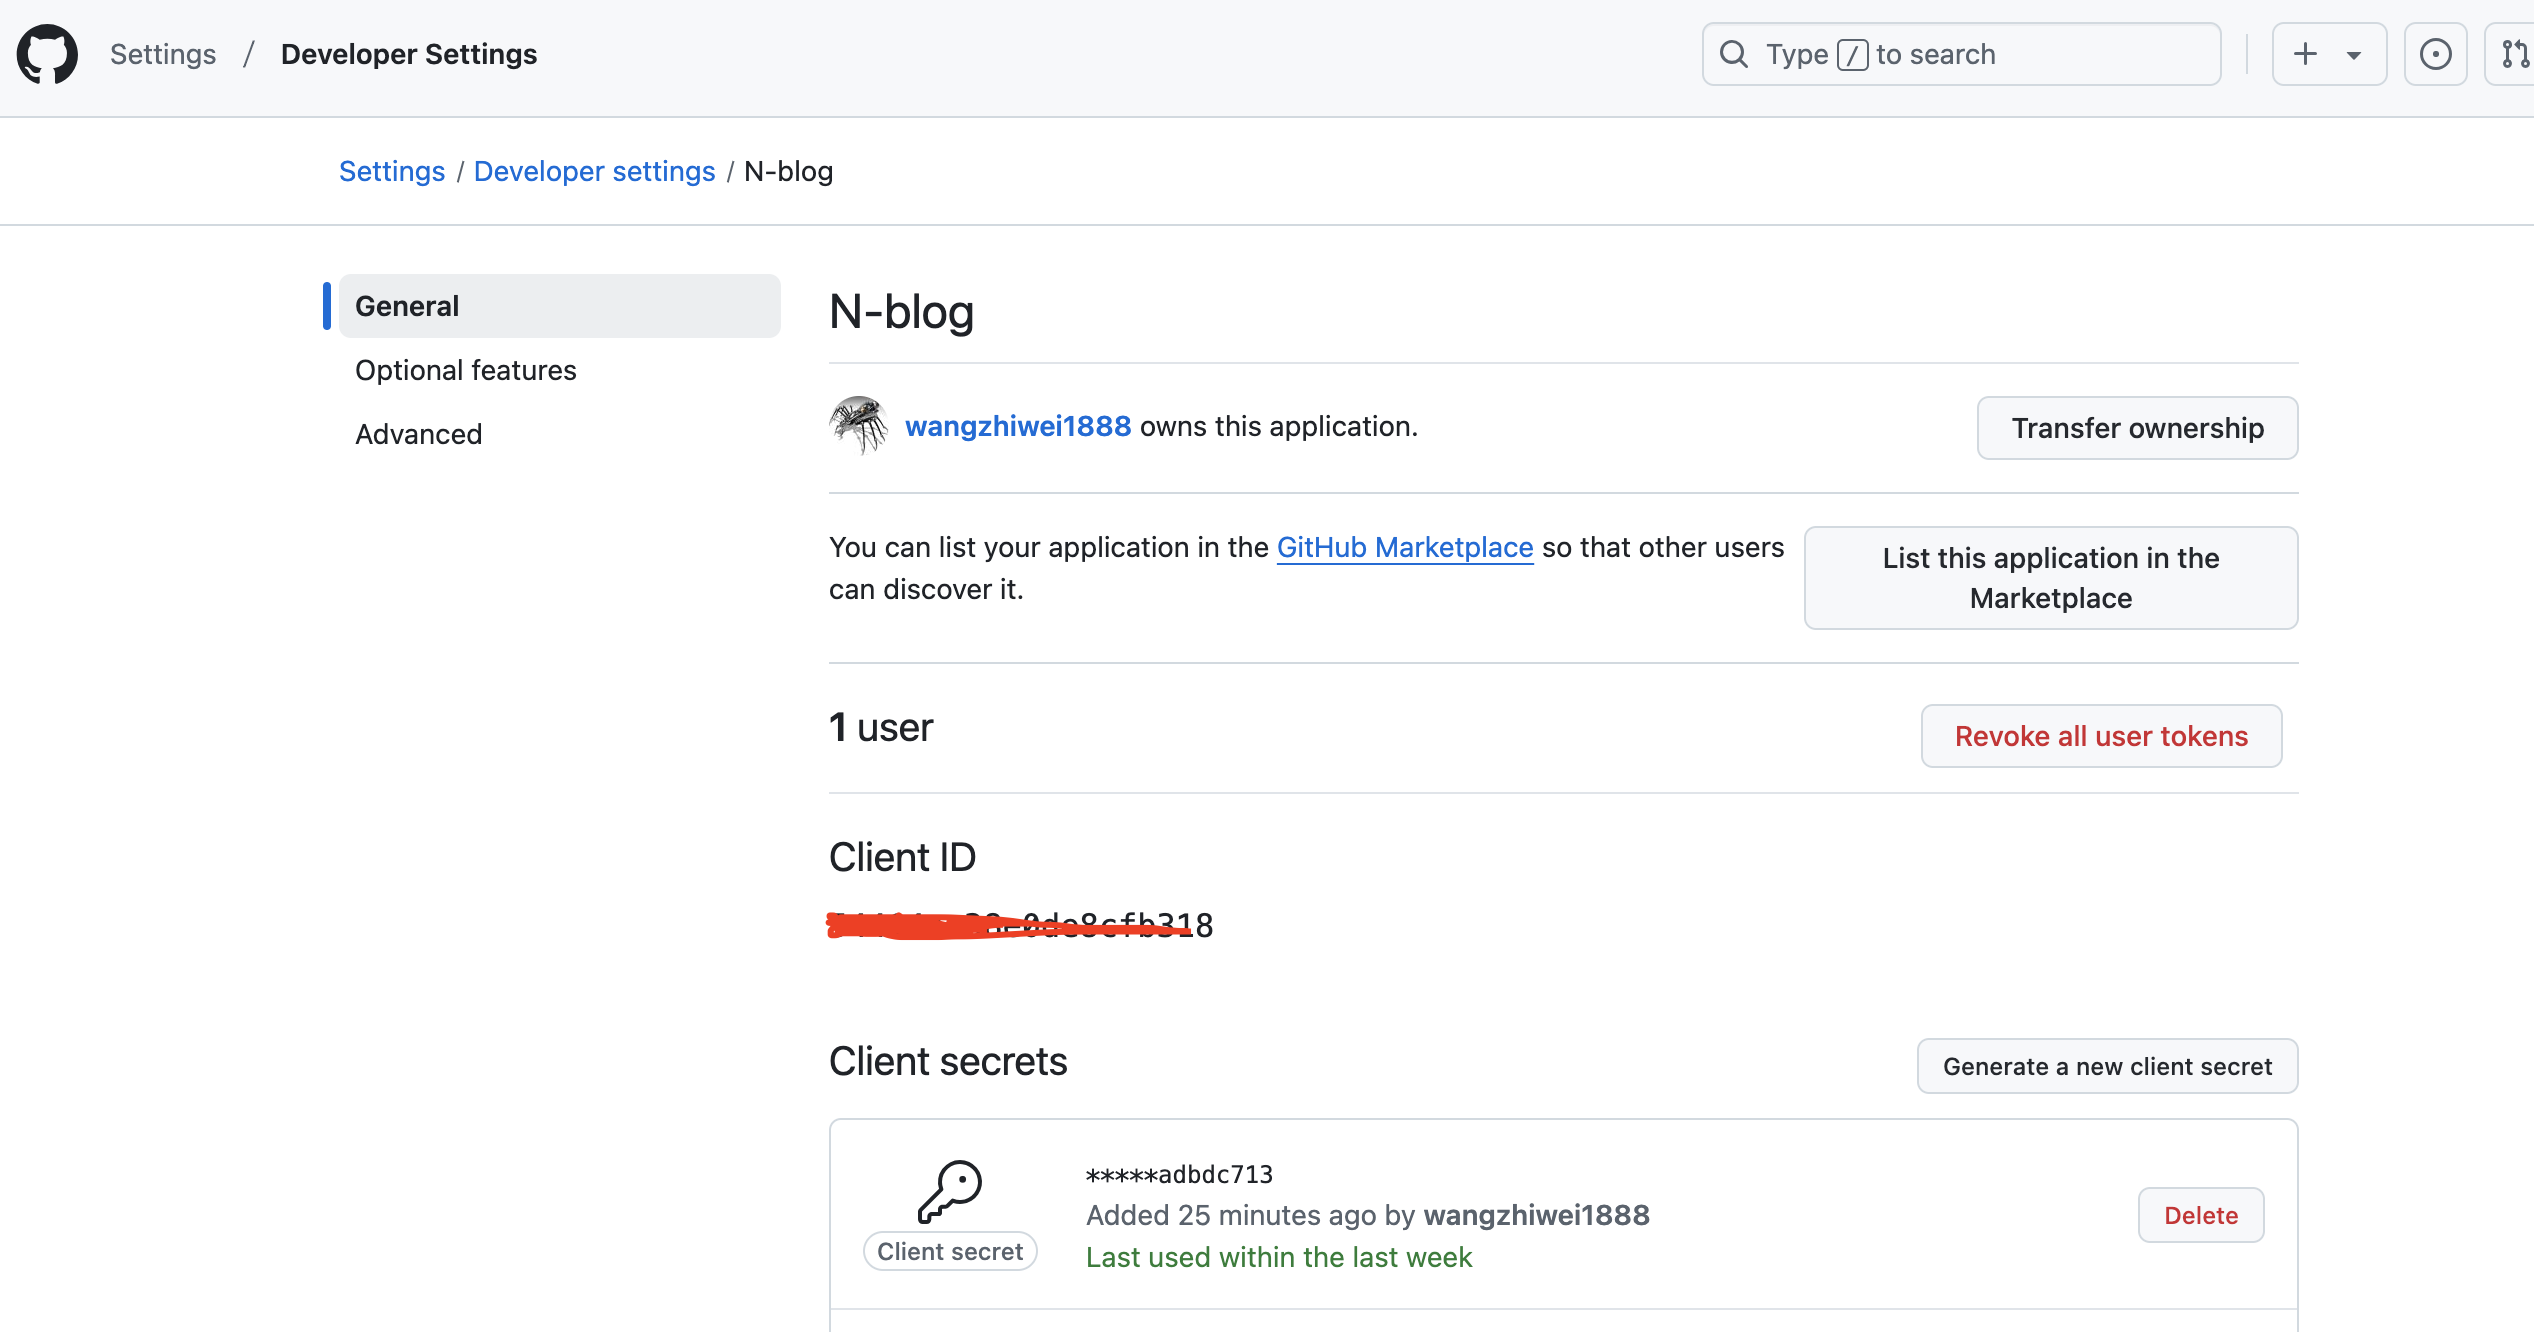 Settings / Developer Settings
Type / to search
Settings / Developer settings / N-blog
General
Optional features
Advanced
N-blog
wangzhiwei1888 owns this application.
Transfer ownership
You can list your application in the GitHub Marketplace so that other users
can discover it.
List this application in the
Marketplace
1 user
Revoke all user tokens
Client ID
Client secrets
Generate a new client secret
*****adbdc713
Added 25 minutes ago by wangzhiwei1888
Last used within the last week
Client secret
Delete